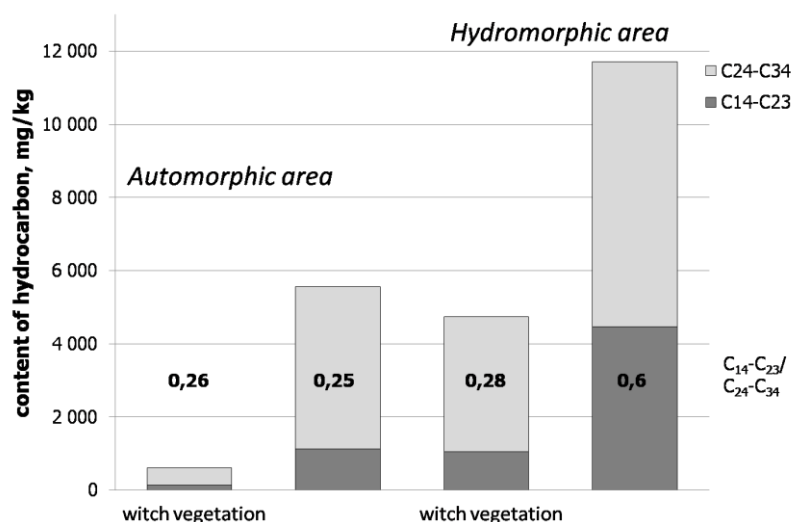 content of hydrocarbon, mg/kg
12 000
10 000
8 000
6 000
4 000
2 000
0
Hydromorphic area
Automorphic area
C24-C34
C14-C23
0,26
0,25
0,28
0,6
C₁₄-C₂₃/
C₂₄-C₃₄
witch vegetation
witch vegetation